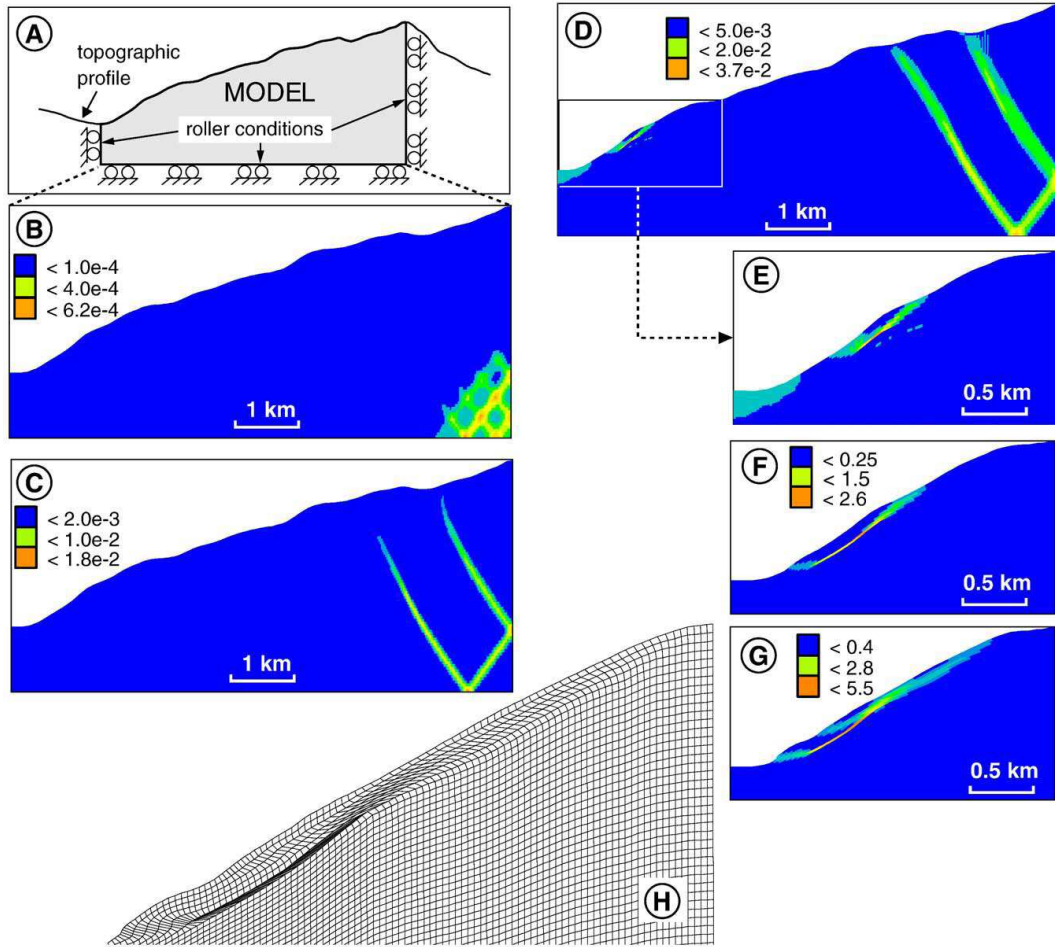 A
topographic
profile
MODEL
roller conditions
B
< 1.0e-4
< 4.0e-4
< 6.2e-4
1 km
C
< 2.0e-3
< 1.0e-2
< 1.8e-2
1 km
D
< 5.0e-3
< 2.0e-2
< 3.7e-2
1 km
E
0.5 km
F
< 0.25
< 1.5
< 2.6
0.5 km
G
< 0.4
< 2.8
< 5.5
0.5 km
H